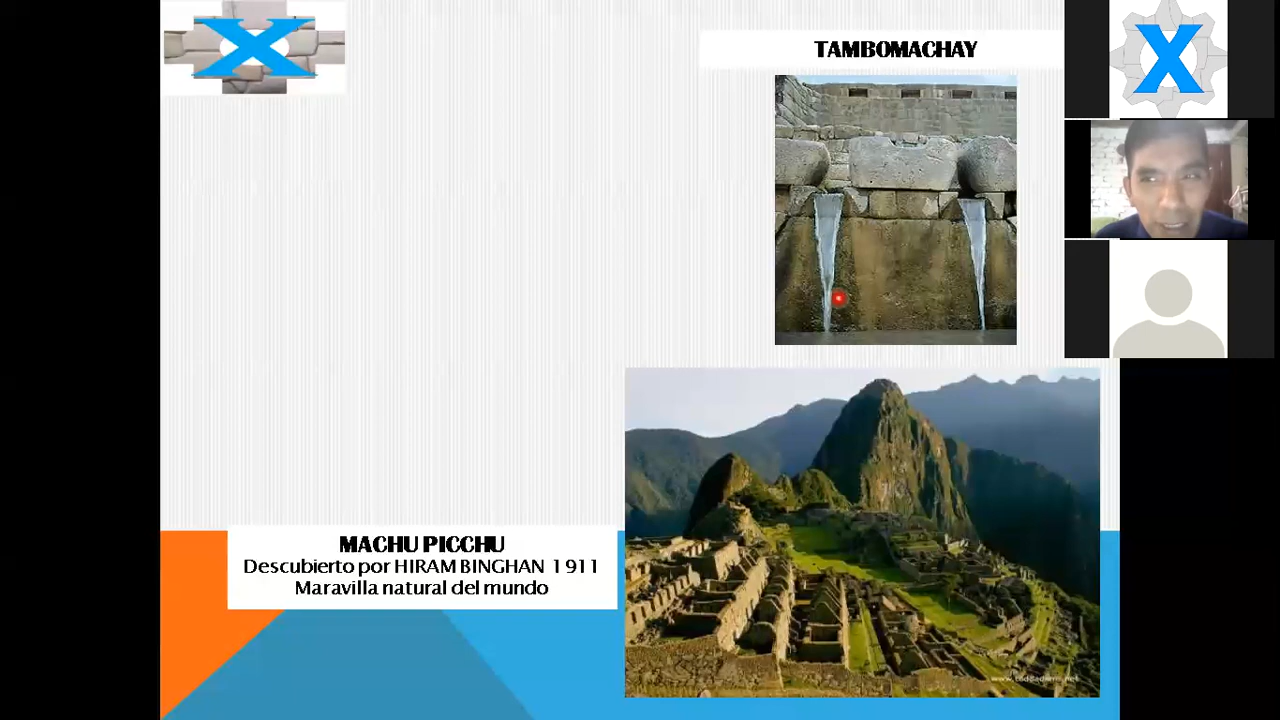 X
TAMBOMACHAY
X
MACHU PICCHU
Descubierto por HIRAM BINGHAN 1911
Maravilla natural del mundo